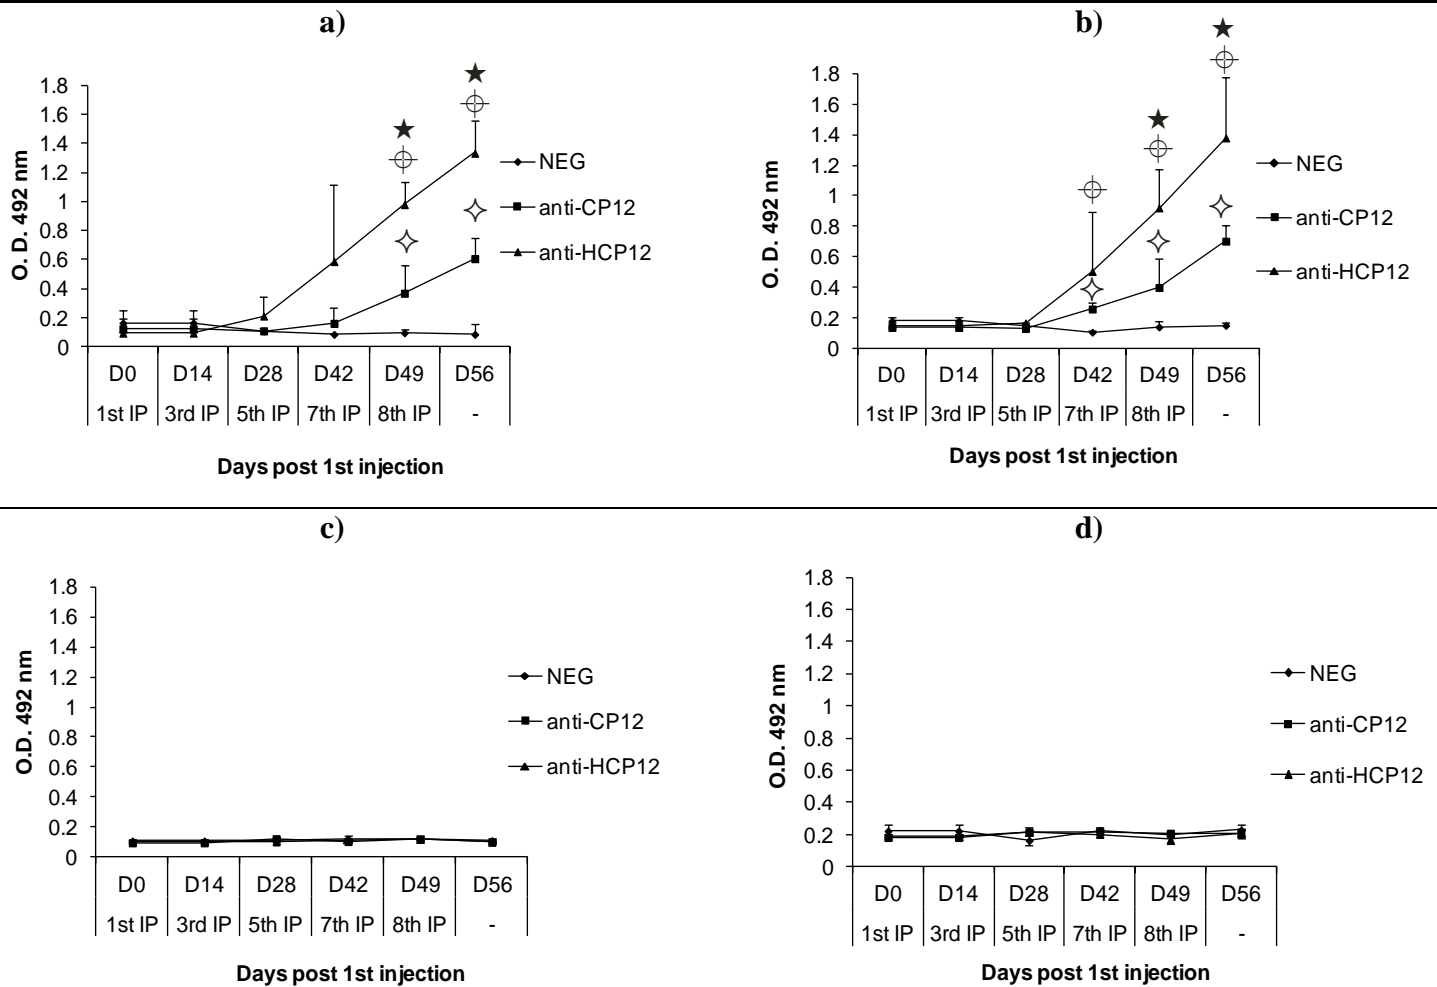 a)
1.8
1.6
1.4
1.2
1
0.8
0.6
0.4
0.2
0
O. D. 492 nm
NEG
anti-CP12
anti-HCP12
D0 D14 D28 D42 D49 D56
1st IP 3rd IP 5th IP 7th IP 8th IP -
Days post 1st injection
b)
1.8
1.6
1.4
1.2
1
0.8
0.6
0.4
0.2
0
O. D. 492 nm
NEG
anti-CP12
anti-HCP12
D0 D14 D28 D42 D49 D56
1st IP 3rd IP 5th IP 7th IP 8th IP -
Days post 1st injection
c)
1.8
1.6
1.4
1.2
1
0.8
0.6
0.4
0.2
0
O.D. 492 nm
NEG
anti-CP12
anti-HCP12
D0 D14 D28 D42 D49 D56
1st IP 3rd IP 5th IP 7th IP 8th IP -
Days post 1st injection
d)
1.8
1.6
1.4
1.2
1
0.8
0.6
0.4
0.2
0
O.D. 492 nm
NEG
anti-CP12
anti-HCP12
D0 D14 D28 D42 D49 D56
1st IP 3rd IP 5th IP 7th IP 8th IP -
Days post 1st injection